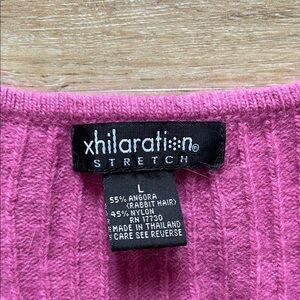 xhilaration®
STRETCH
L
55% ANGORA
(RABBIT HAIR)
45% NYLON
RN 17730
MADE IN THAILAND
CARE SEE REVERSE